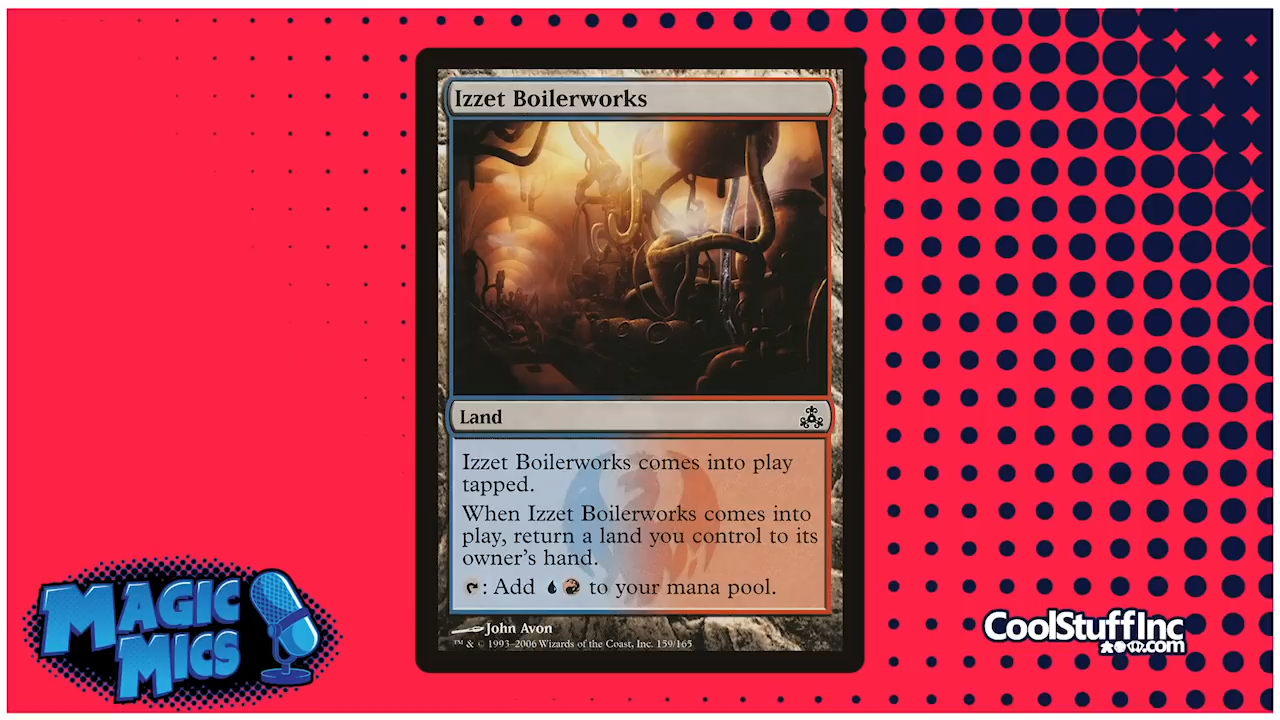 Izzet Boilerworks
Land
Izzet Boilerworks comes into play
tapped.
When Izzet Boilerworks comes into
play, return a land you control to its
owner's hand.
: Add to your mana pool.
John Avon
™ & © 1993–2006 Wizards of the Coast, Inc. 159/165
MAGIC
MICS
CoolStuffInc
.com